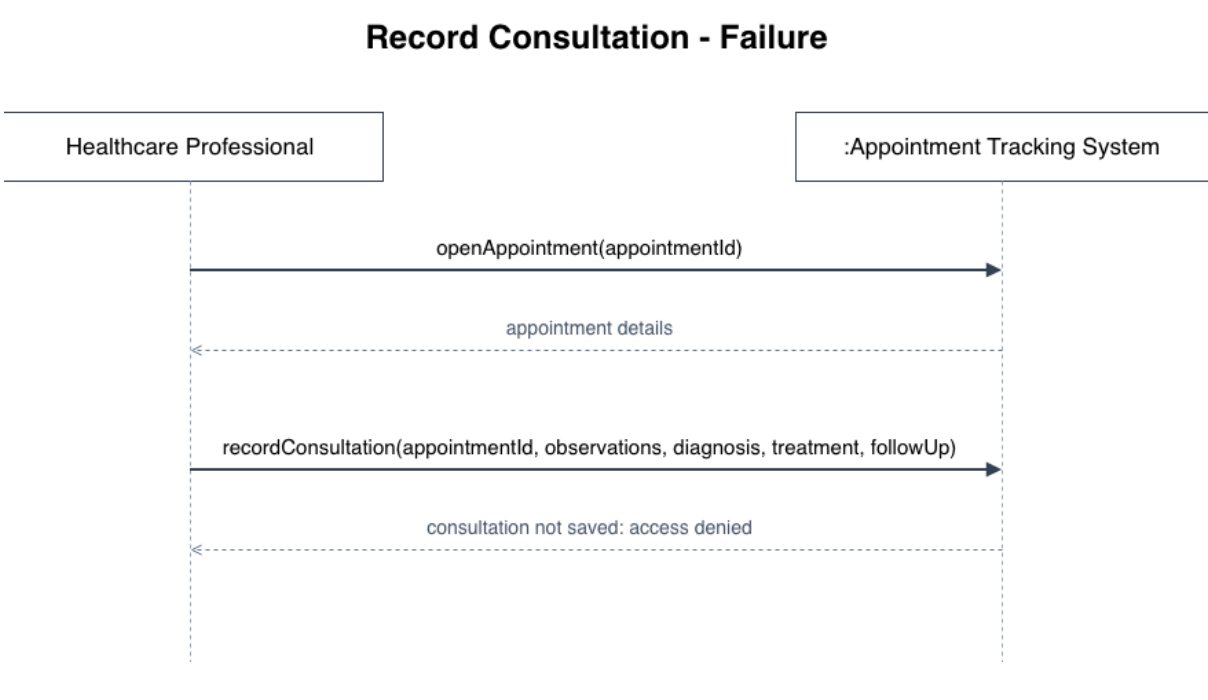 Record Consultation - Failure
Healthcare Professional
:Appointment Tracking System
openAppointment(appointmentId)
appointment details
recordConsultation(appointmentId, observations, diagnosis, treatment, followUp)
consultation not saved: access denied